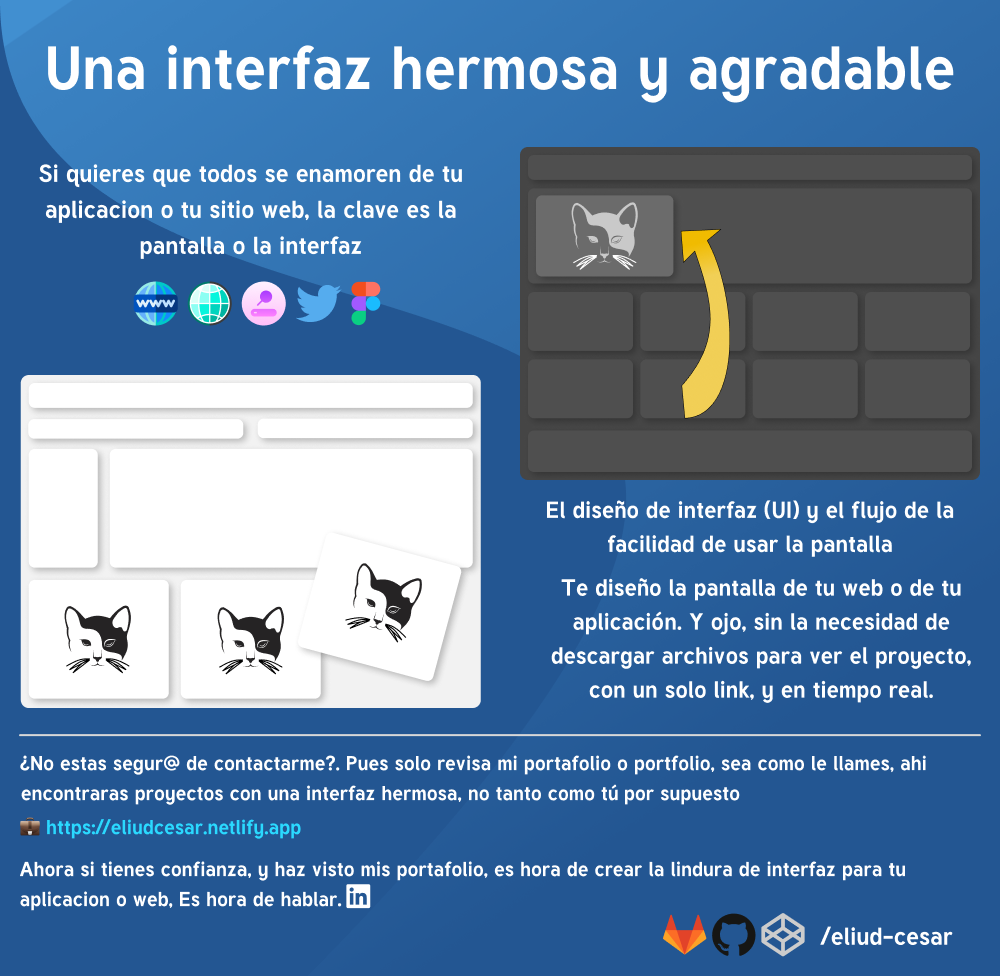 Una interfaz hermosa y agradable
Si quieres que todos se enamoren de tu
aplicacion o tu sitio web, la clave es la
pantalla o la interfaz
www
El diseño de interfaz (UI) y el flujo de la
facilidad de usar la pantalla
Te diseño la pantalla de tu web o de tu
aplicación. Y ojo, sin la necesidad de
descargar archivos para ver el proyecto,
con un solo link, y en tiempo real.
¿No estas segur@ de contactarme?. Pues solo revisa mi portafolio o portfolio, sea como le llames, ahi
encontraras proyectos con una interfaz hermosa, no tanto como tú por supuesto
https://eliudcesar.netlify.app
Ahora si tienes confianza, y haz visto mis portafolio, es hora de crear la lindura de interfaz para tu
aplicacion o web, Es hora de hablar. in
/eliud-cesar